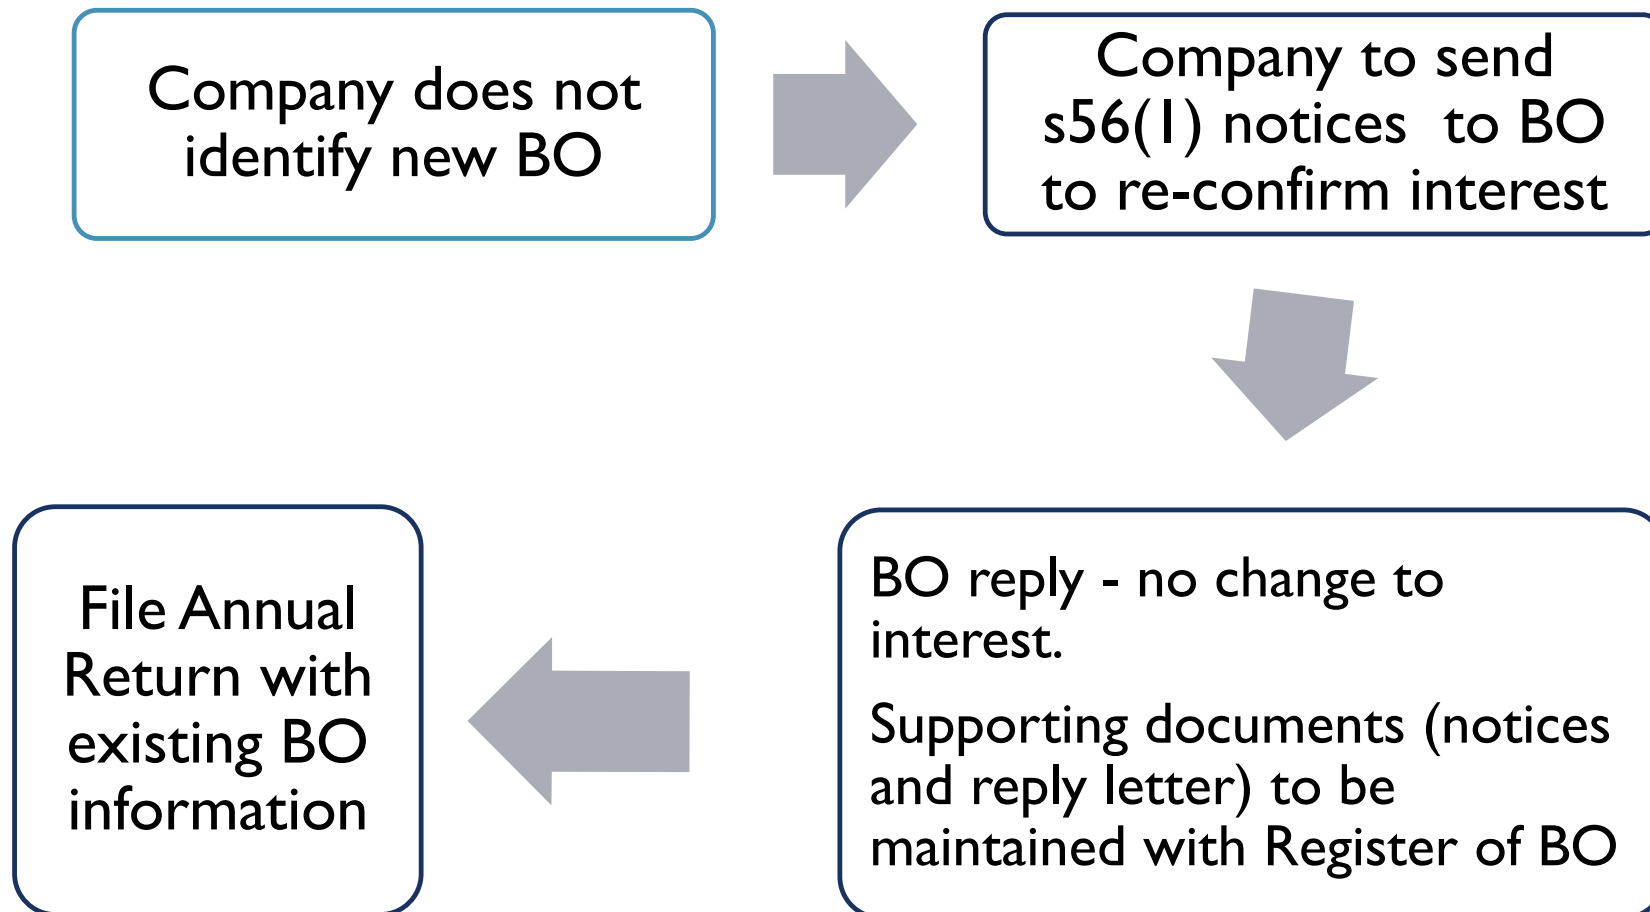 Company does not
identify new BO
Company to send
s56(1) notices to BO
to re-confirm interest
BO reply - no change to
interest.
Supporting documents (notices
and reply letter) to be
maintained with Register of BO
File Annual
Return with
existing BO
information